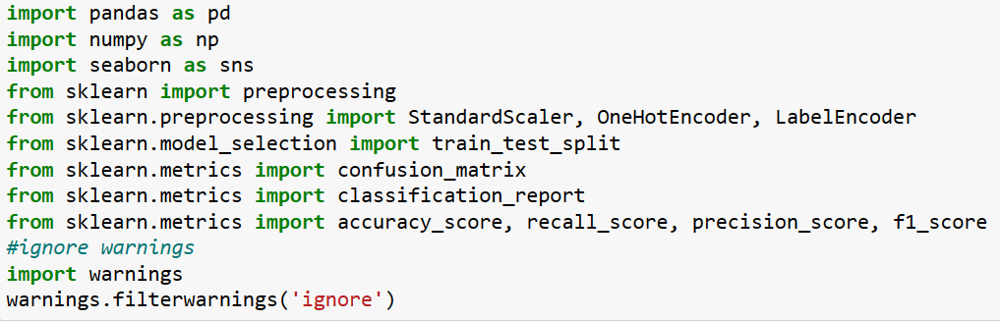 import pandas as pd
import numpy as np
import seaborn as sns
from sklearn import preprocessing
from sklearn.preprocessing import StandardScaler, OneHotEncoder, LabelEncoder
from sklearn.model_selection import train_test_split
from sklearn.metrics import confusion_matrix
from sklearn.metrics import classification_report
from sklearn.metrics import accuracy_score, recall_score, precision_score, f1_score
#ignore warnings
import warnings
warnings.filterwarnings('ignore')